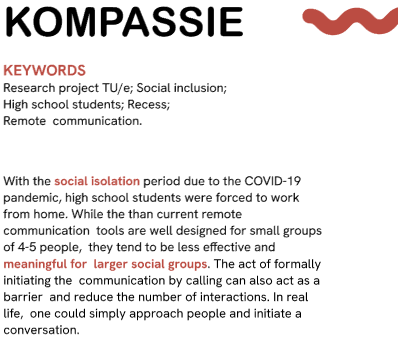 KOMPASSIE
KEYWORDS
Research project TU/e; Social inclusion;
High school students; Recess;
Remote communication.
With the social isolation period due to the COVID-19
pandemic, high school students were forced to work
from home. While the than current remote
communication tools are well designed for small groups
of 4-5 people, they tend to be less effective and
meaningful for larger social groups. The act of formally
initiating the communication by calling can also act as a
barrier and reduce the number of interactions. In real
life, one could simply approach people and initiate a
conversation.